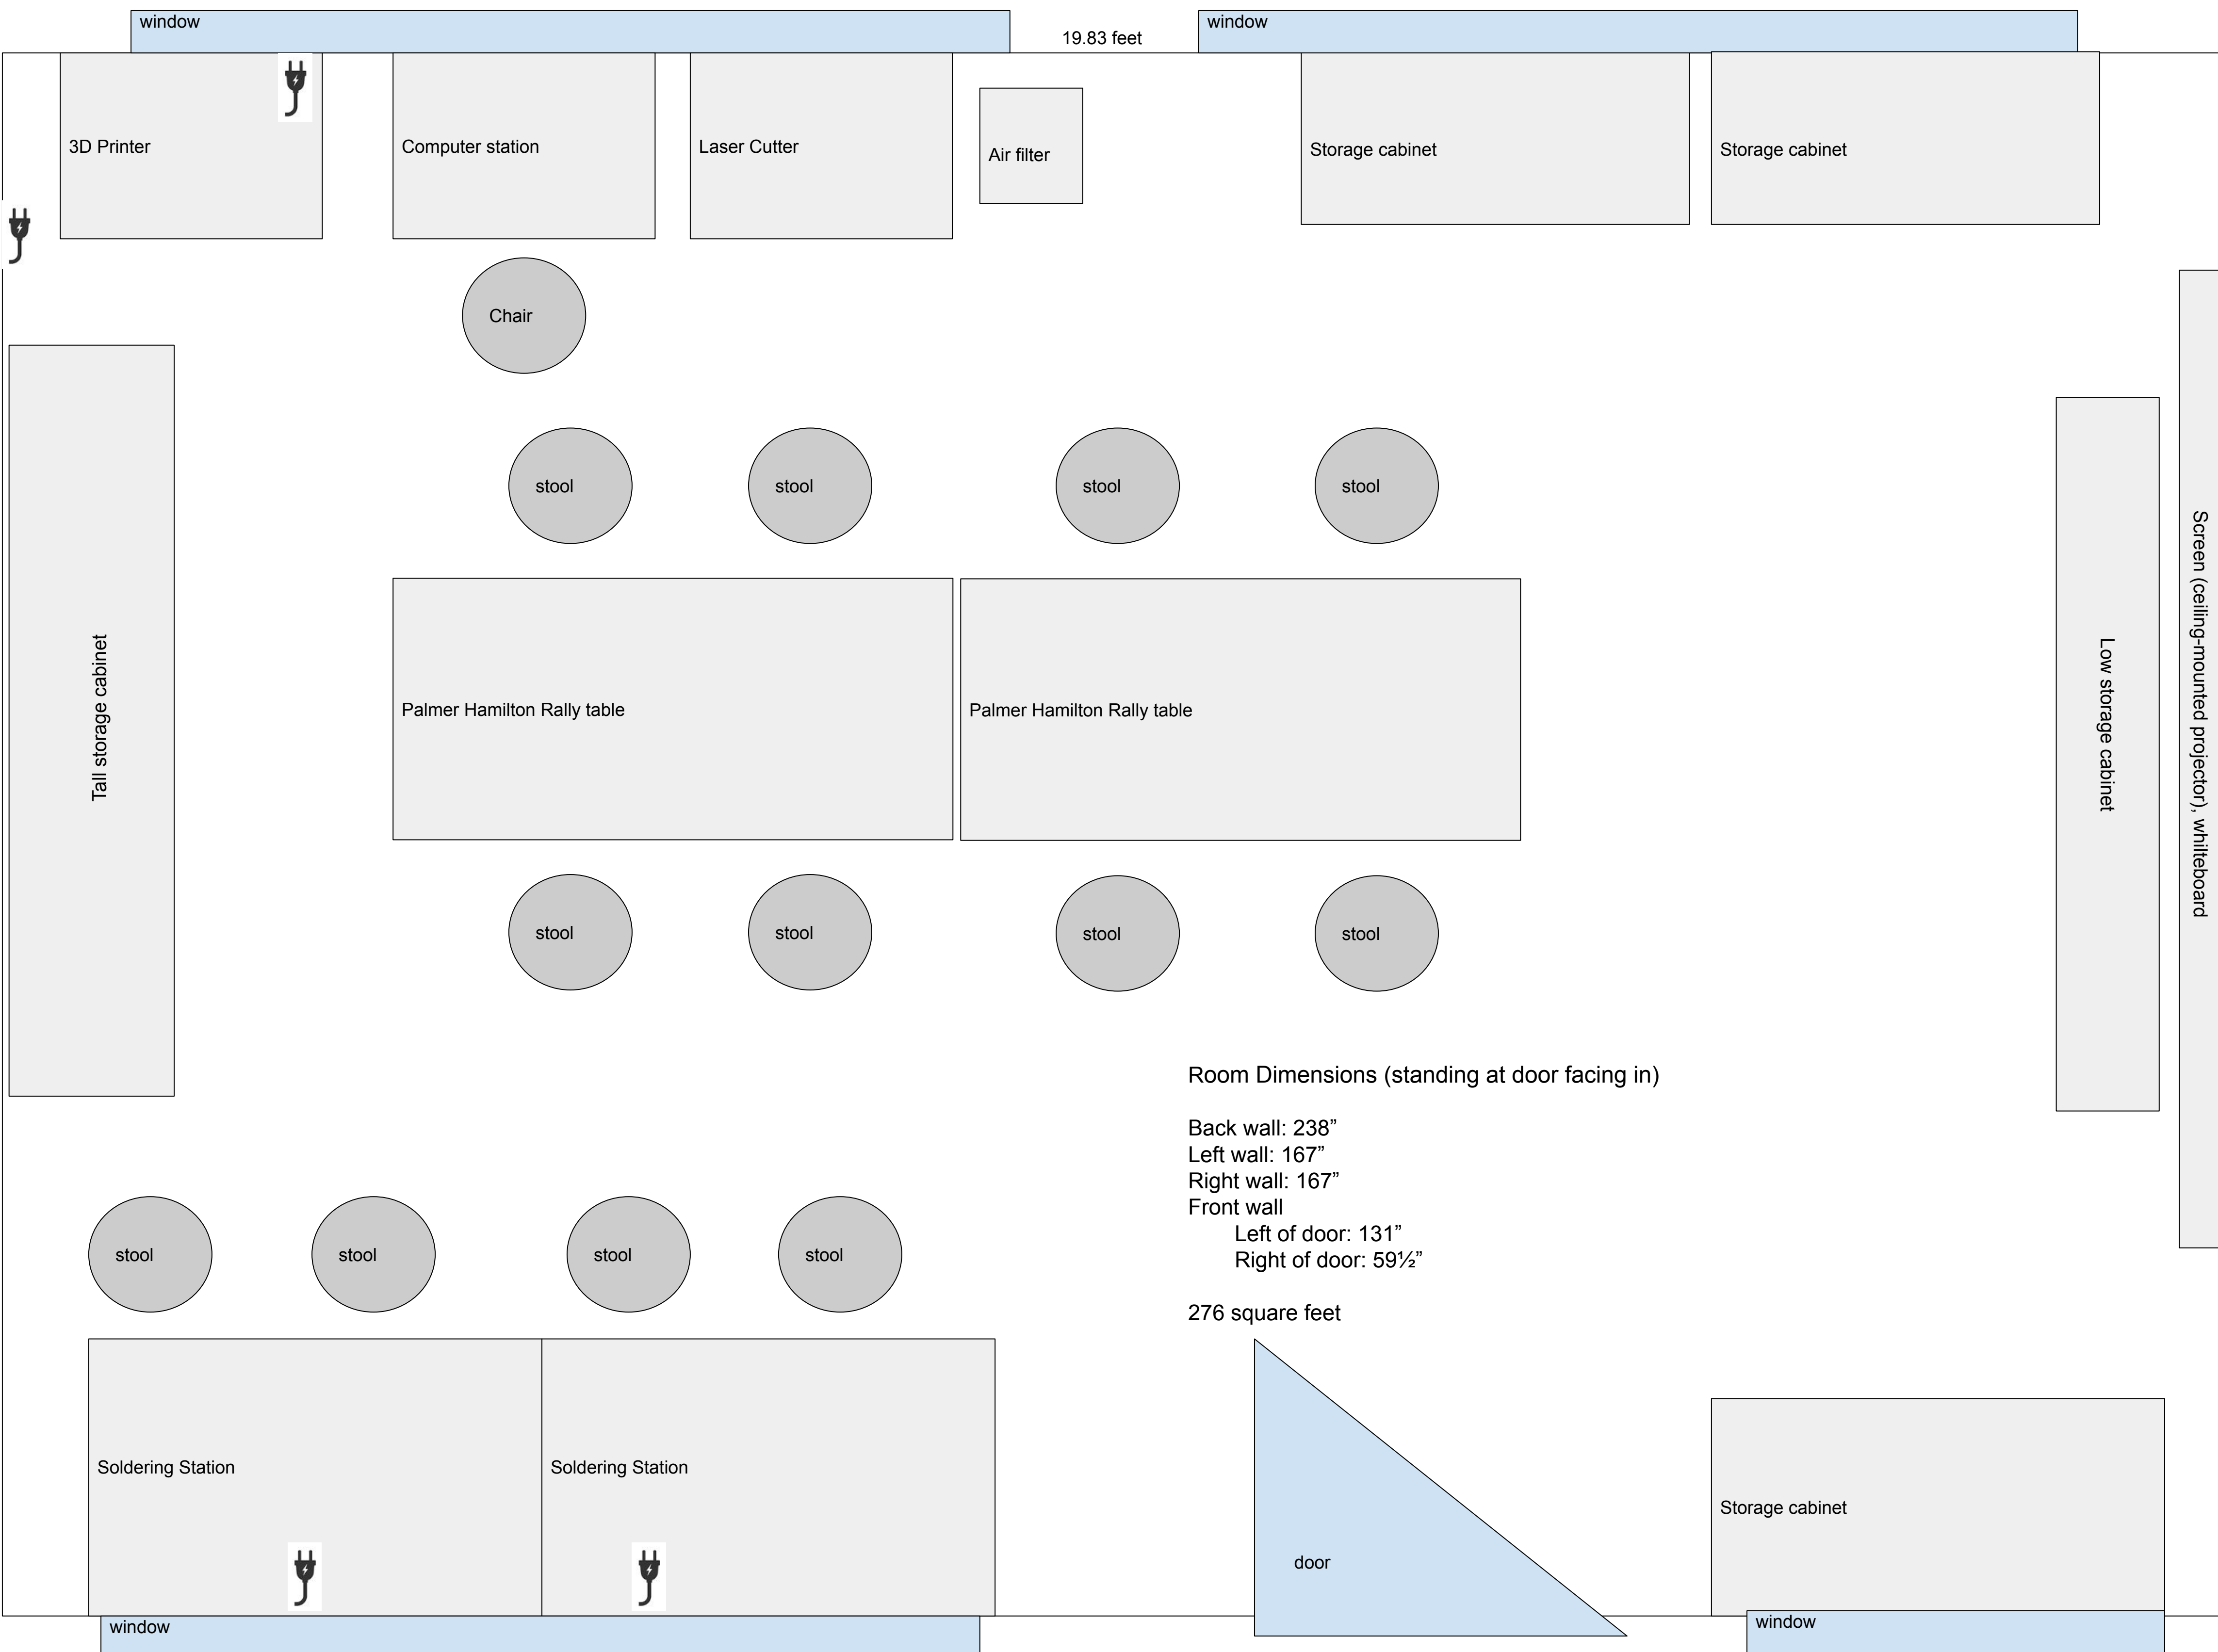 window
19.83 feet
window
3D Printer
Computer station
Laser Cutter
Air filter
Storage cabinet
Storage cabinet
Chair
stool
stool
stool
stool
Tall storage cabinet
Palmer Hamilton Rally table
Palmer Hamilton Rally table
Low storage cabinet
Screen (ceiling-mounted projector), whilteboard
stool
stool
stool
stool
Room Dimensions (standing at door facing in)
Back wall: 238”
Left wall: 167”
Right wall: 167”
Front wall
Left of door: 131”
Right of door: 59½”
276 square feet
stool
stool
stool
stool
Soldering Station
Soldering Station
door
Storage cabinet
window
window